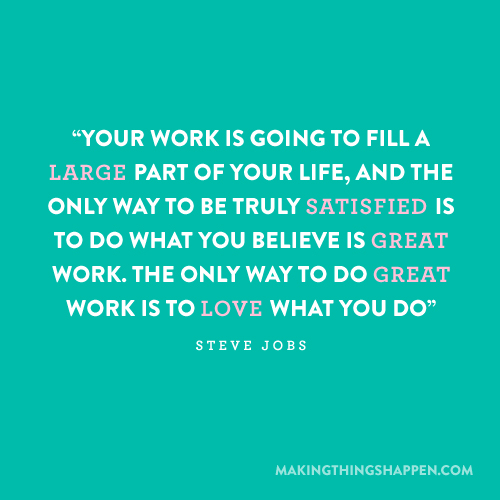 “YOUR WORK IS GOING TO FILL A
LARGE PART OF YOUR LIFE, AND THE
ONLY WAY TO BE TRULY SATISFIED IS
TO DO WHAT YOU BELIEVE IS GREAT
WORK. THE ONLY WAY TO DO GREAT
WORK IS TO LOVE WHAT YOU DO”
STEVE JOBS
MAKINGTHINGSHAPPEN.COM